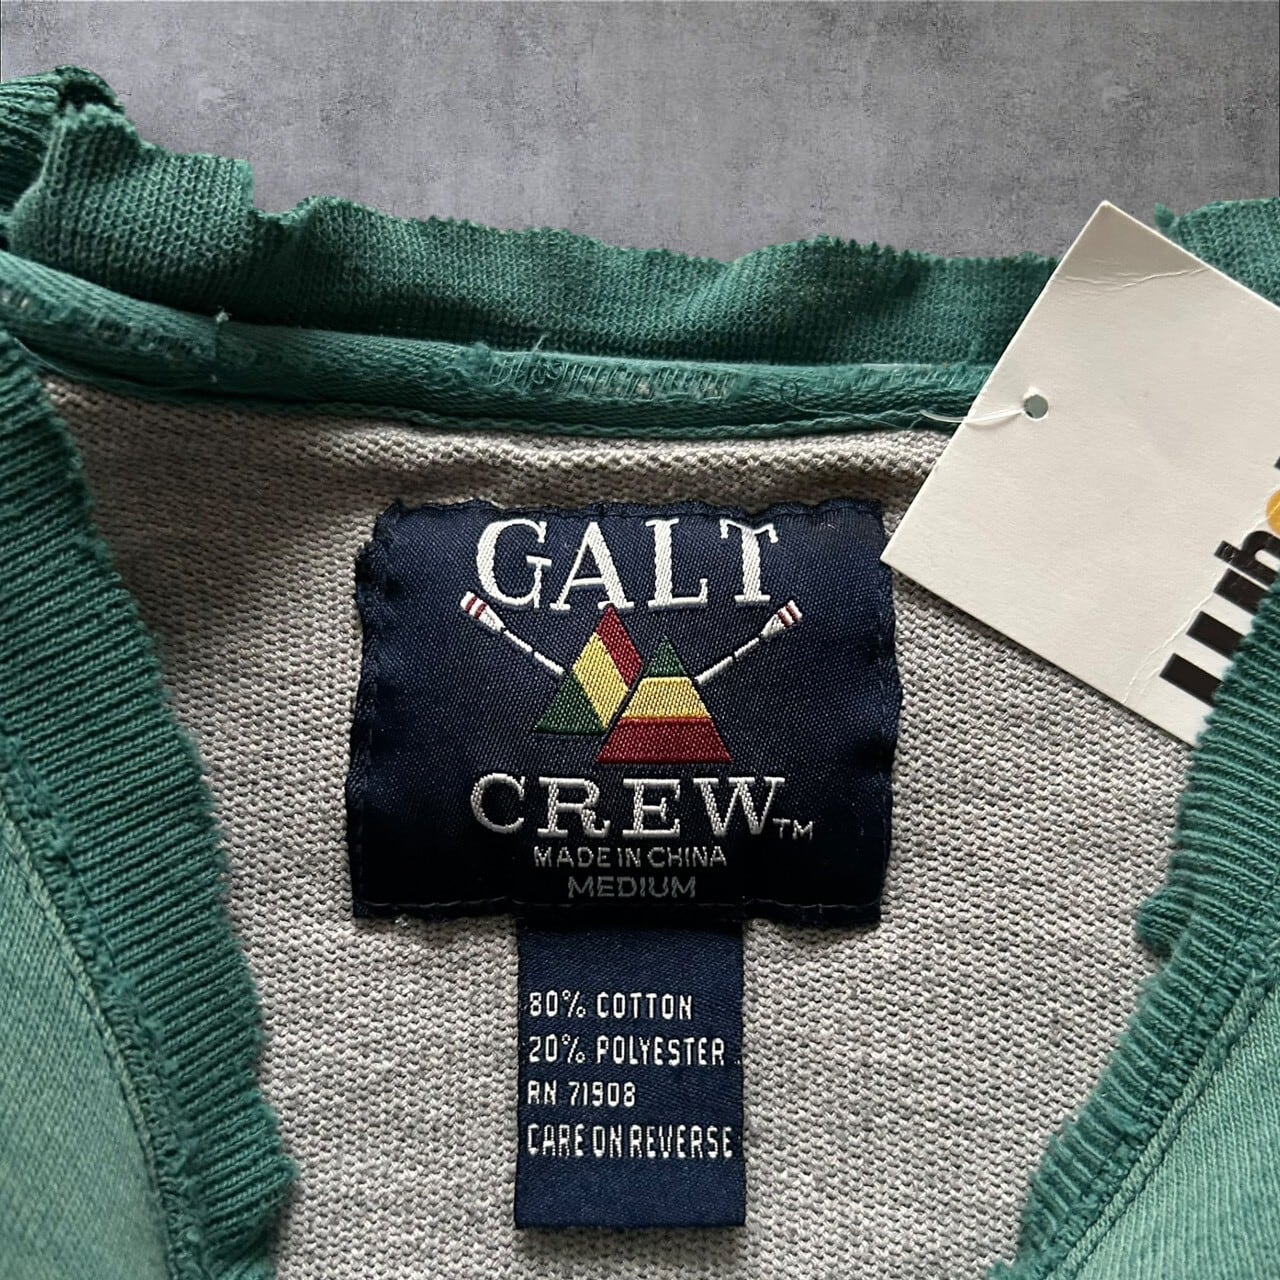 GALT
CREW™
MADE IN CHINA
MEDIUM
80% COTTON
20% POLYESTER
RN 71908
CARE ON REVERSE